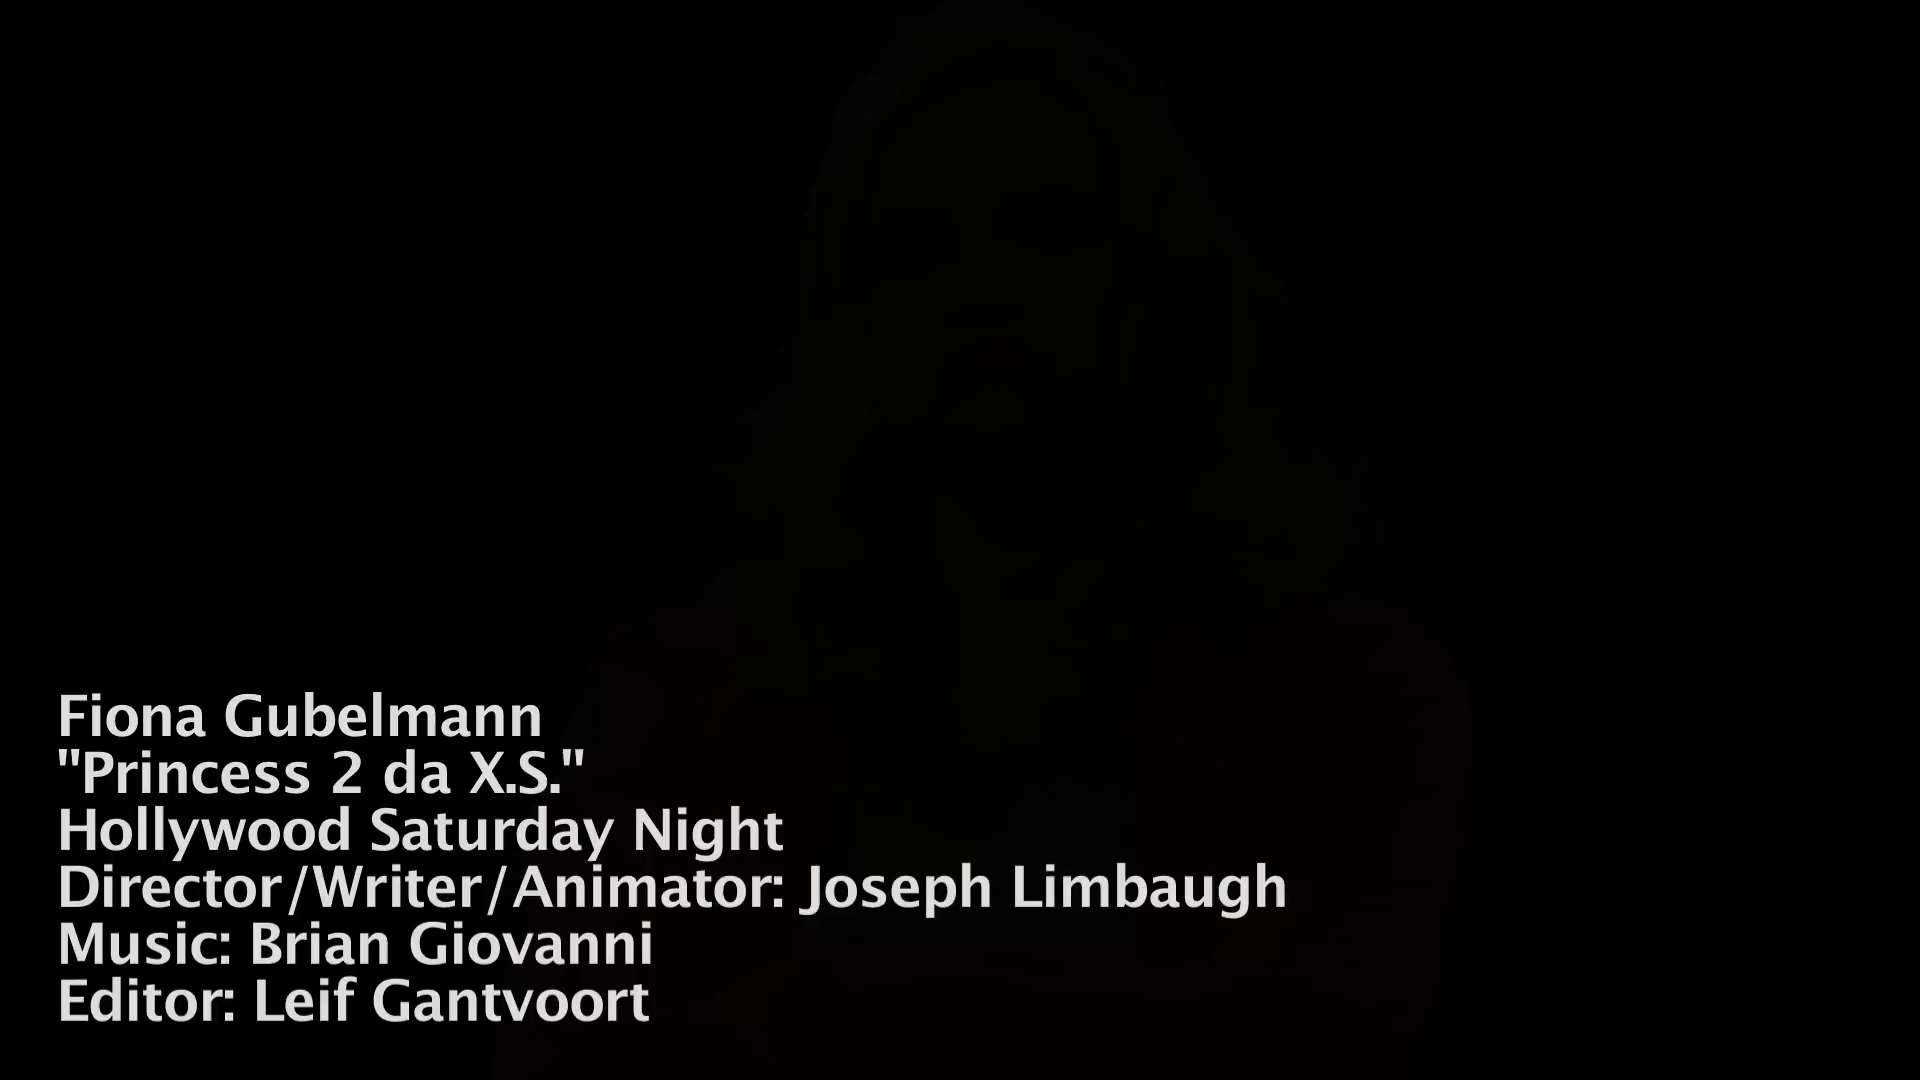 Fiona Gubelmann
"Princess 2 da X.S."
Hollywood Saturday Night
Director/Writer/Animator: Joseph Limbaugh
Music: Brian Giovanni
Editor: Leif Gantvoort